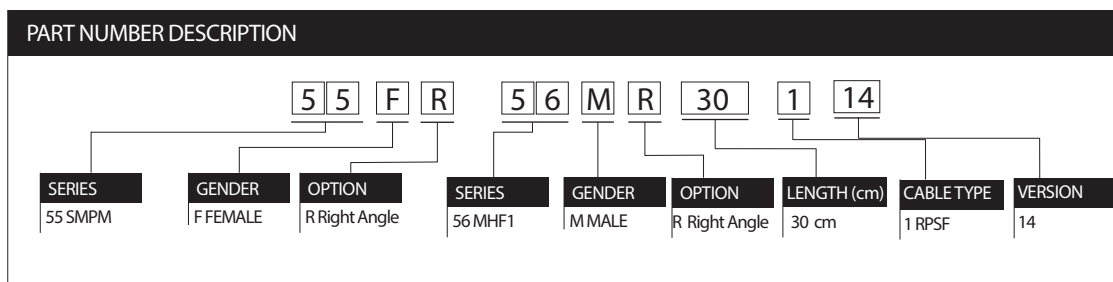 PART NUMBER DESCRIPTION
5 5 F R 5 6 M R 30 1 14
SERIES GENDER OPTION SERIES GENDER OPTION LENGTH (cm) CABLE TYPE VERSION
55 SMPM F FEMALE R Right Angle 56 MHF1 M MALE R Right Angle 30 cm 1 RPSF 14